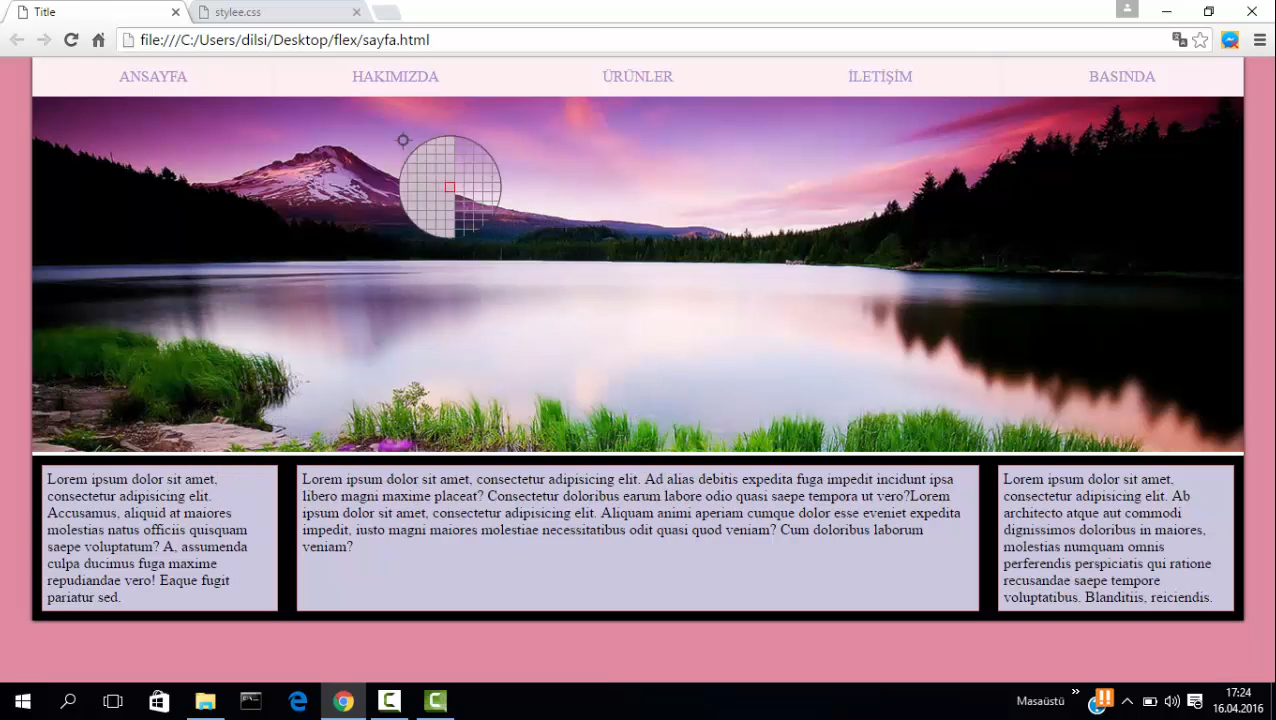 Title
stylee.css
file:///C:/Users/dilsi/Desktop/flex/sayfa.html
ANSAYFA
HAKIMIZDA
ÜRÜNLER
İLETİŞİM
BASINDA
Lorem ipsum dolor sit amet,
consectetur adipisicing elit.
Accusamus, aliquid at maiores
molestias natus officiis quisquam
saepe voluptatum? A, assumenda
culpa ducimus fuga maxime
repudiandae vero! Eaque fugit
pariatur sed.
Lorem ipsum dolor sit amet, consectetur adipisicing elit. Ad alias debitis expedita fuga impedit incidunt ipsa
libero magni maxime placeat? Consectetur doloribus earum labore odio quasi saepe tempora ut vero?Lorem
ipsum dolor sit amet, consectetur adipisicing elit. Aliquam animi aperiam cumque dolor esse eveniet expedita
impedit, iusto magni maiores molestiae necessitatibus odit quasi quod veniam? Cum doloribus laborum
veniam?
Lorem ipsum dolor sit amet,
consectetur adipisicing elit. Ab
architecto atque aut commodi
dignissimos doloribus in maiores,
molestias numquam omnis
perferendis perspiciatis qui ratione
recusandae saepe tempore
voluptatibus. Blanditiis, reiciendis.
Masaüstü
17:24
16.04.2016